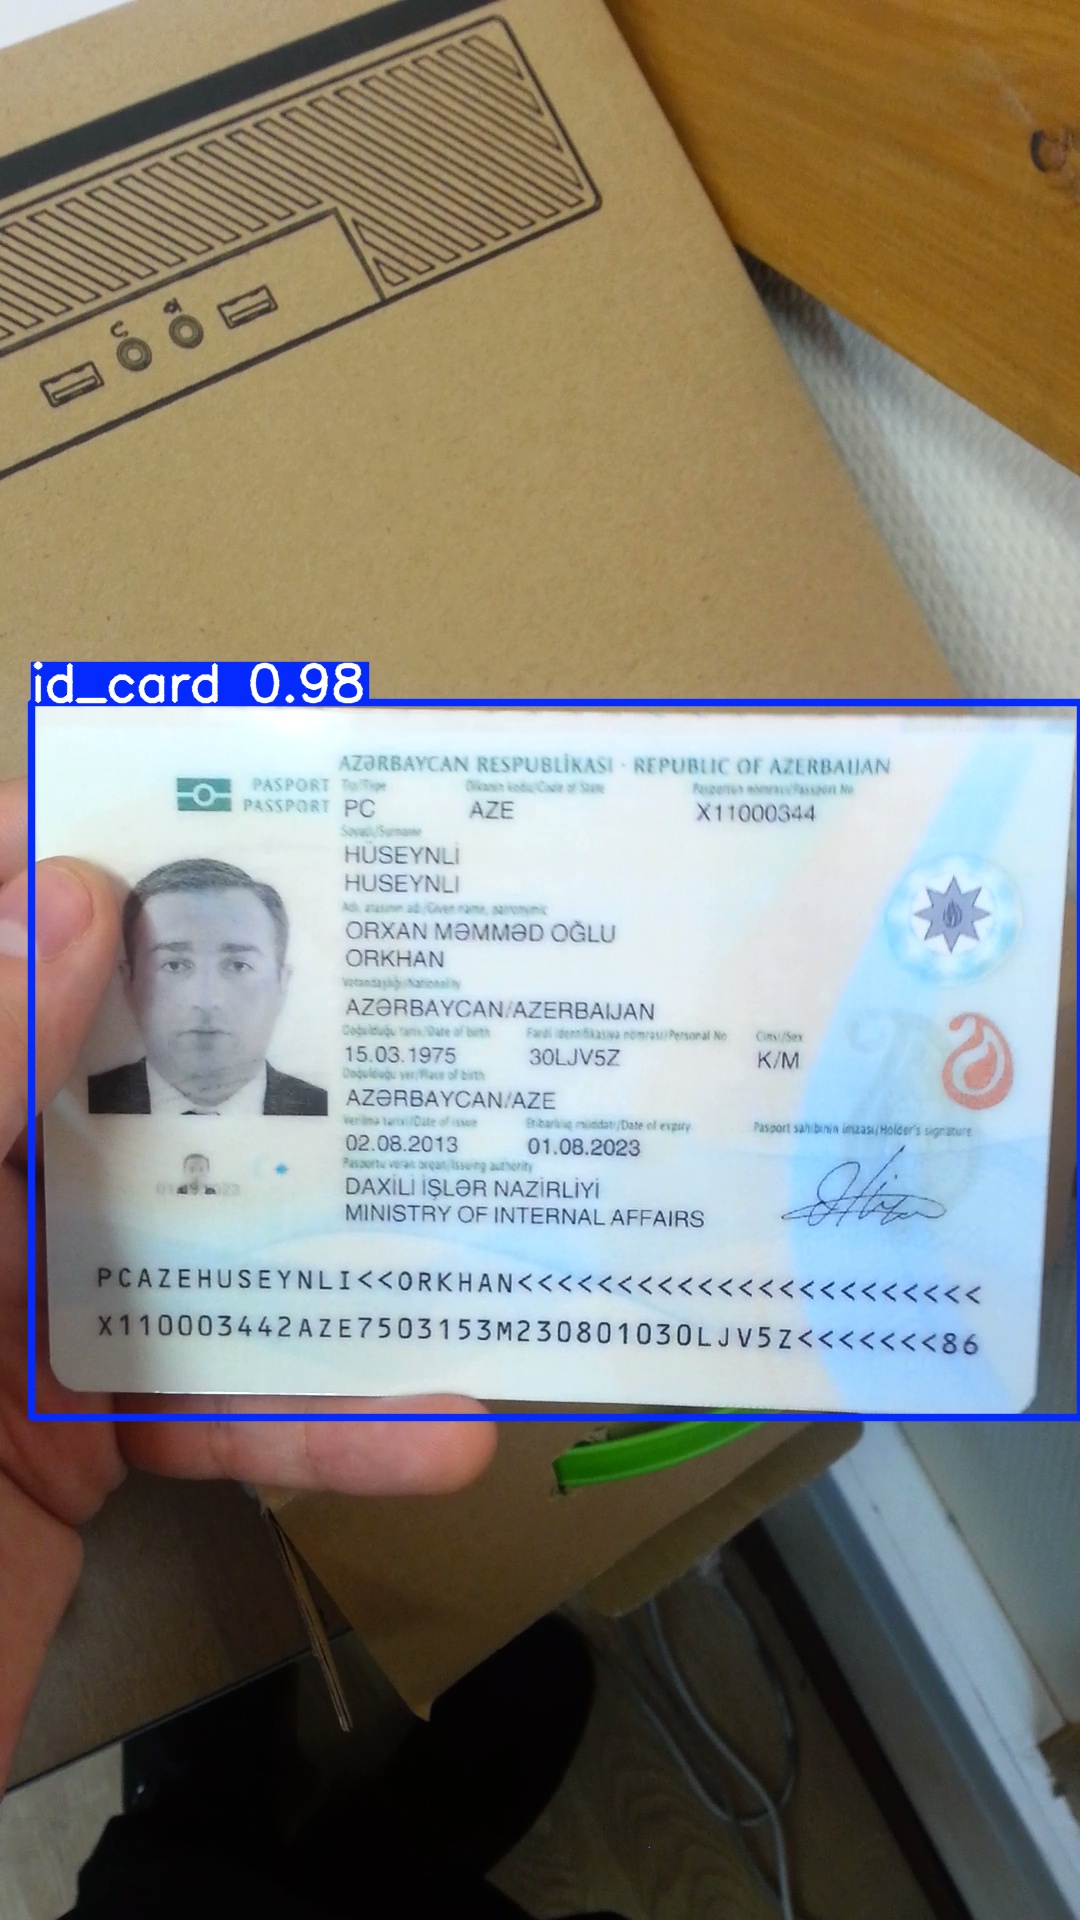 id_card 0.98
AZƏRBAYCAN RESPUBLİKASI · REPUBLIC OF AZERBAIJAN
PASPORT Tip/Type Ölkənin kodu/Code of State Pasportun nömrəsi/Passport No
PASSPORT PC AZE X11000344
Soyadı/Surname
HÜSEYNLİ
HUSEYNLI
Adı, atasının adı/Given name, patronymic
ORXAN MƏMMƏD OĞLU
ORKHAN
Vətəndaşlığı/Nationality
AZƏRBAYCAN/AZERBAIJAN
Doğulduğu tarix/Date of birth Fərdi identifikasiya nömrəsi/Personal No Cinsi/Sex
15.03.1975 30LJV5Z K/M
Doğulduğu yer/Place of birth
AZƏRBAYCAN/AZE
Verilmə tarixi/Date of issue Etibarlılıq müddəti/Date of expiry Pasport sahibinin imzası/Holder's signature
02.08.2013 01.08.2023
Pasportu verən orqan/Issuing authority
DAXİLİ İŞLƏR NAZİRLİYİ
MINISTRY OF INTERNAL AFFAIRS
PCAZEHUSEYNLI<<ORKHAN<<<<<<<<<<<<<<<<<<<<<<<
X110003442AZE7503153M230801030LJV5Z<<<<<<<86